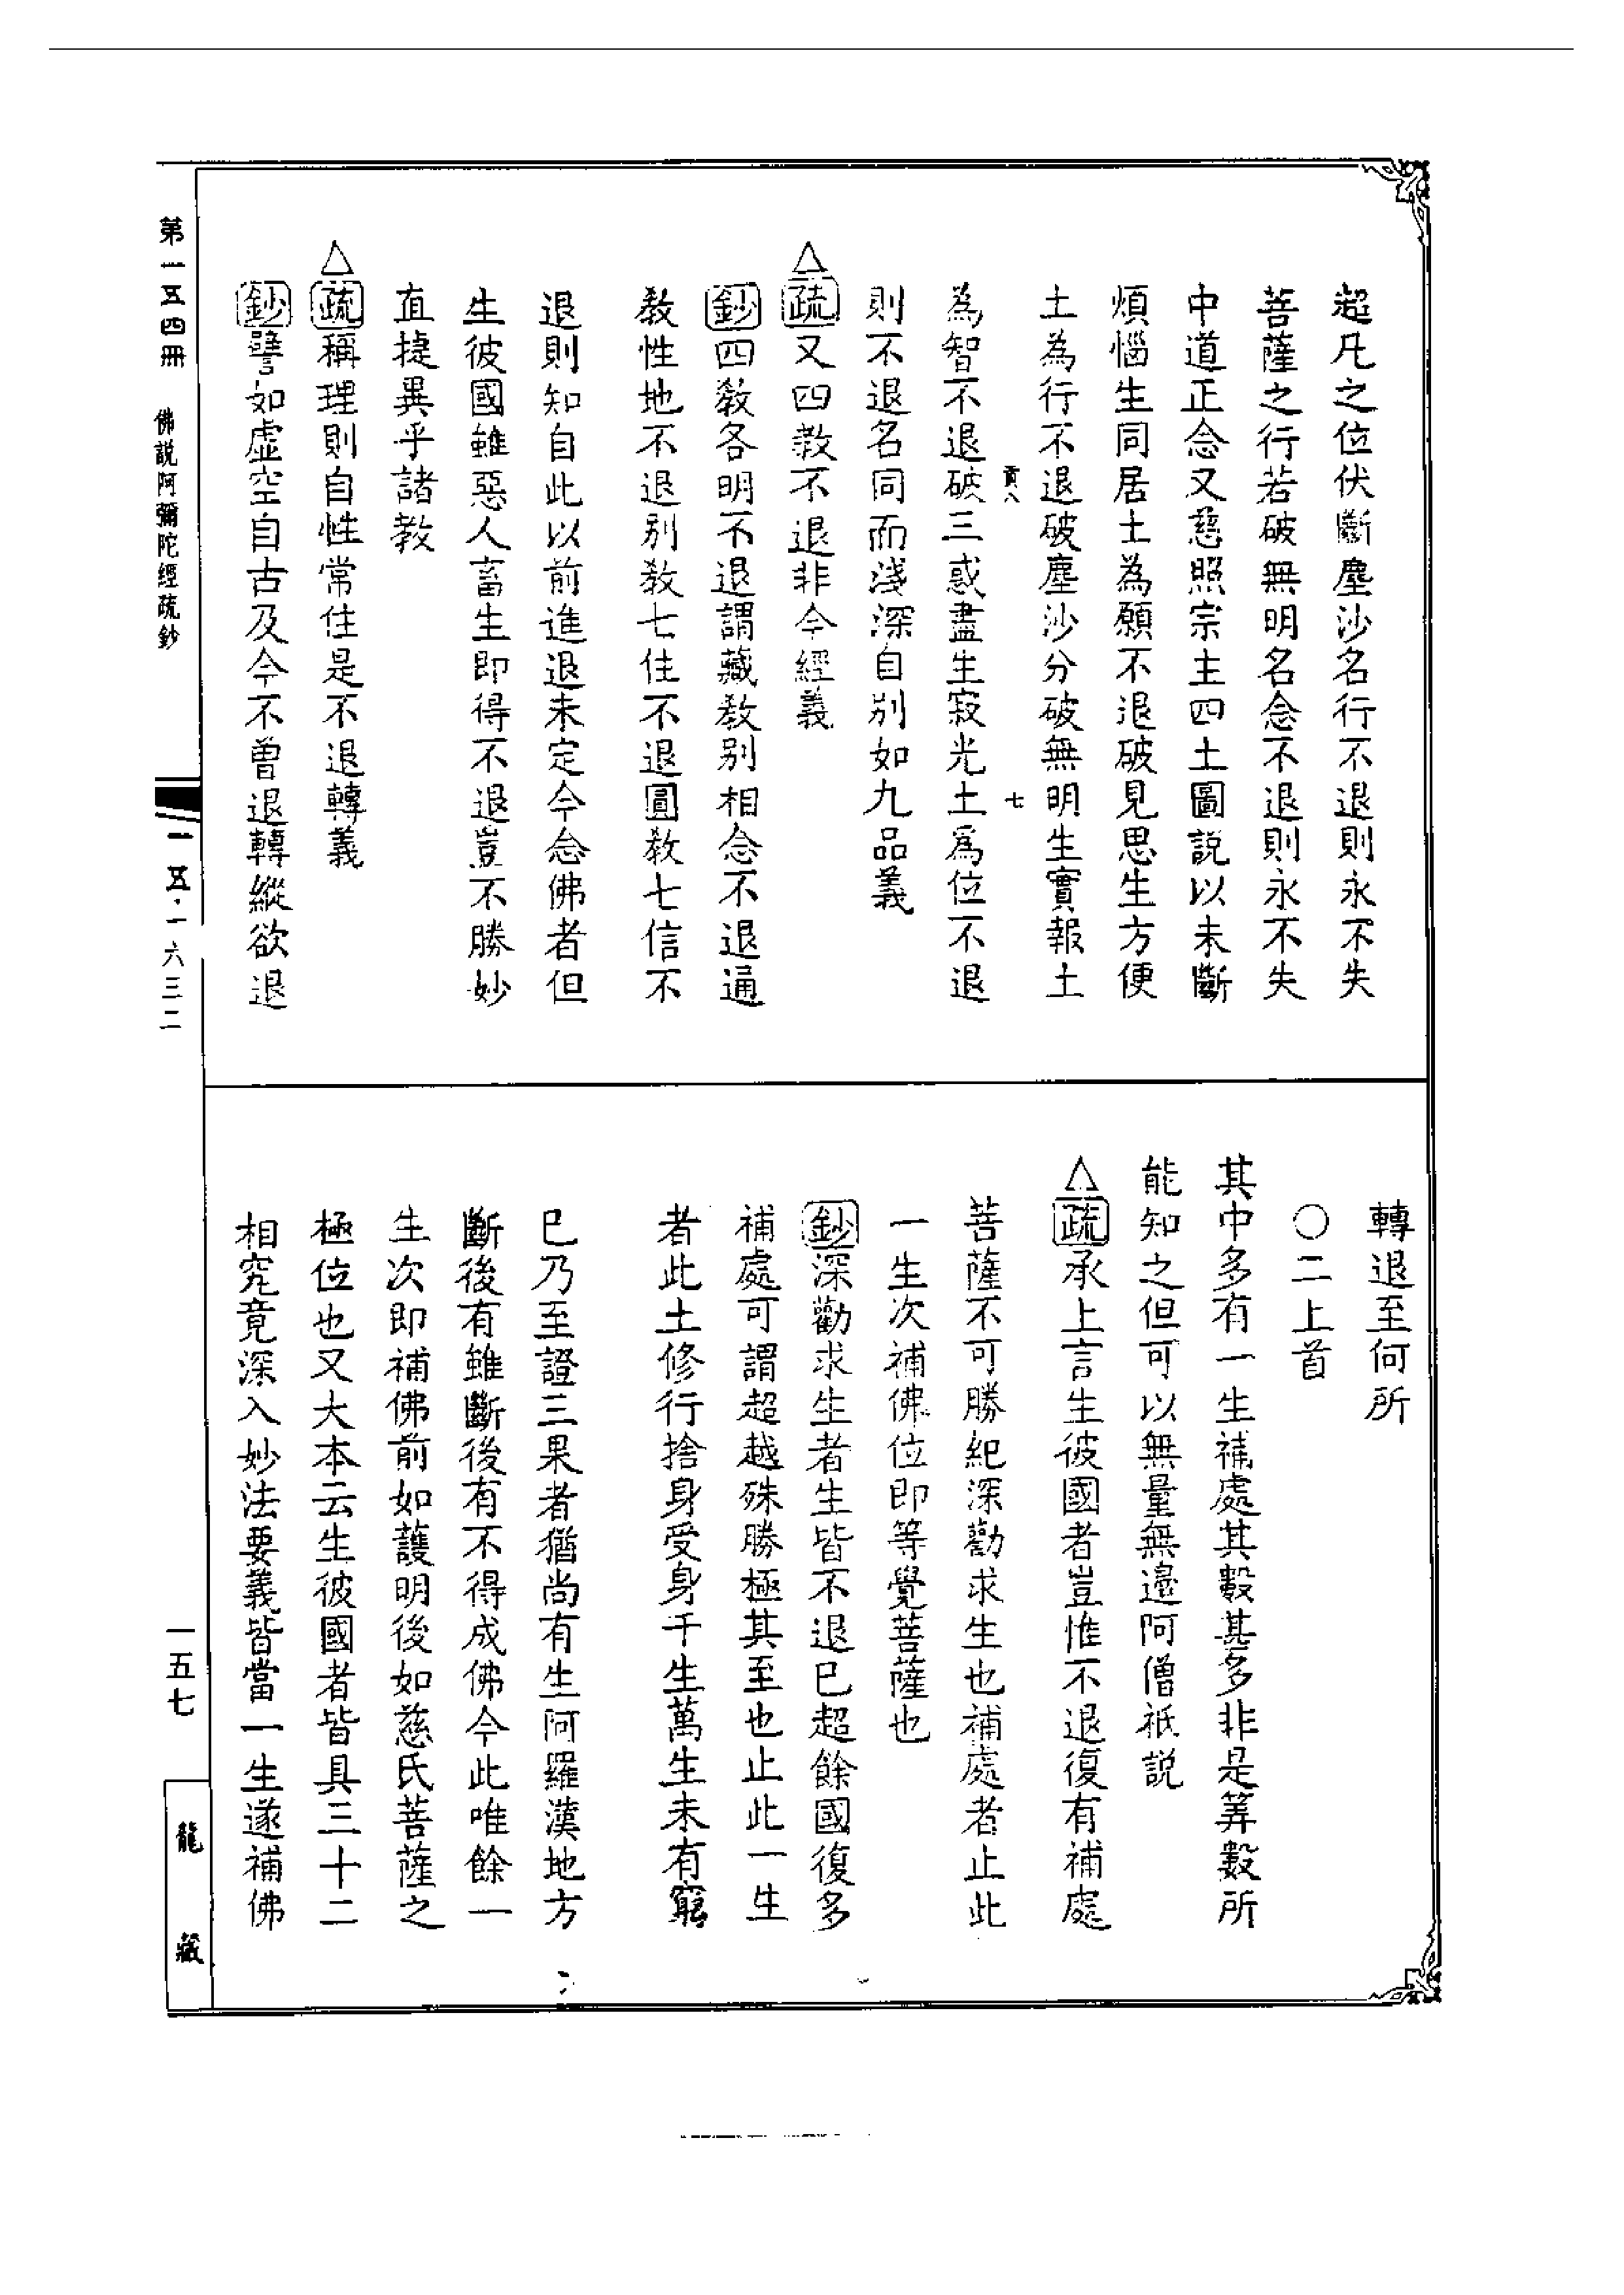 超凡之位伏斷塵沙名行不退則永不失
菩薩之行若破無明名念不退則永不失
中道正念又慈照宗主四土圖説以未斷
煩惱生同居土為願不退破見思生方便
土為行不退破塵沙分破無明生實報土
貢八
七
為智不退破三惑盡生寂光土爲位不退
則不退名同而淺深自别如九品義
△疏又四教不退非今經義
鈔四教各明不退謂藏教别相念不退通
教性地不退别教七住不退圓教七信不
退則知自此以前進退未定今念佛者但
生彼國雖惡人畜生即得不退豈不勝妙
直捷異乎諸教
△疏稱理則自性常住是不退轉義
鈔譬如虛空自古及今不曾退轉縱欲退
轉退至何所
○二上首
其中多有一生補處其數甚多非是筭數所
能知之但可以無量無邊阿僧祇説
△疏承上言生彼國者豈惟不退復有補處
菩薩不可勝紀深勸求生也補處者止此
一生次補佛位即等覺菩薩也
鈔深勸求生者生皆不退已超餘國復多
補處可謂超越殊勝極其至也止此一生
者此土修行捨身受身千生萬生未有窮
已乃至證三果者猶尚有生阿羅漢地方
斷後有雖斷後有不得成佛今此唯餘一
生次即補佛前如護明後如慈氏菩薩之
極位也又大本云生彼國者皆具三十二
相究竟深入妙法要義皆當一生遂補佛
第一五四冊 佛説阿彌陀經疏鈔
一五·一六三二
一五七
龍藏